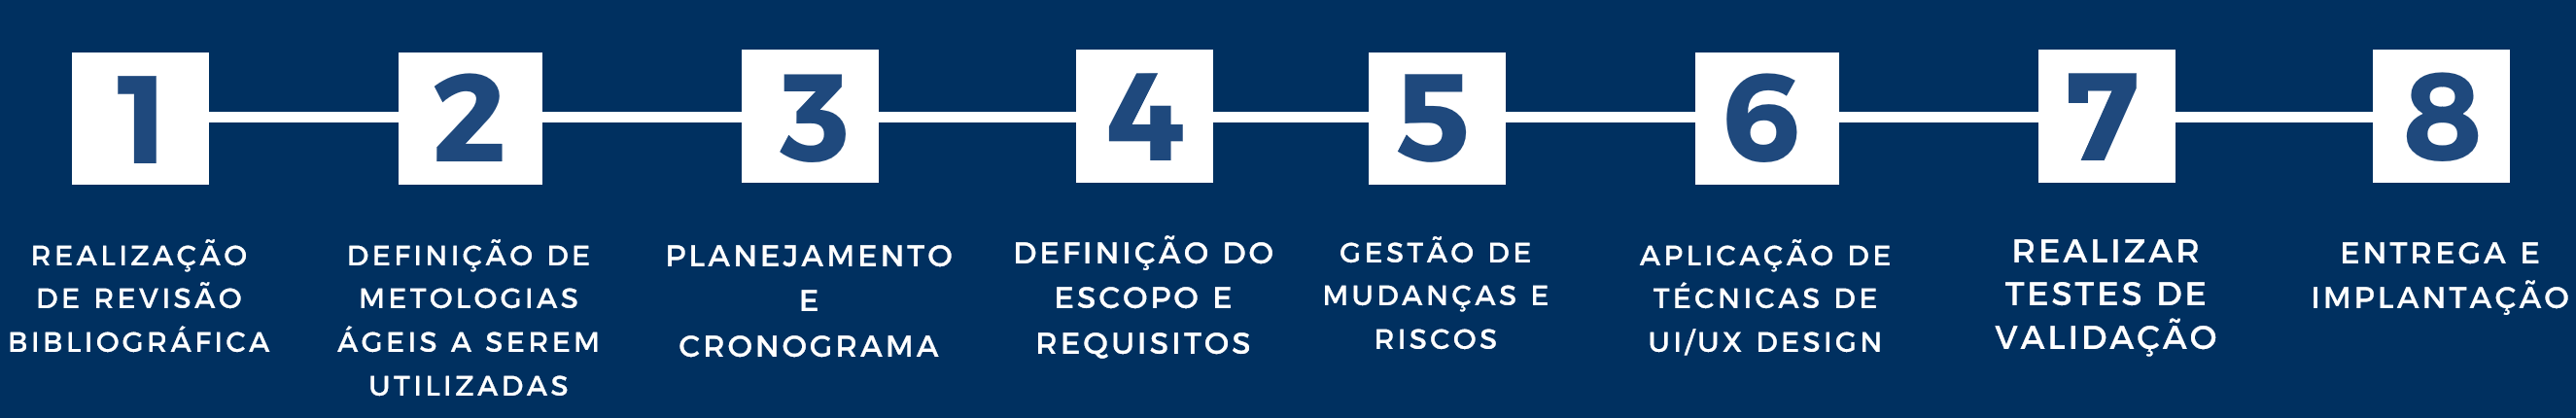 1
REALIZAÇÃO
DE REVISÃO
BIBLIOGRÁFICA
2
DEFINIÇÃO DE
METOLOGIAS
ÁGEIS A SEREM
UTILIZADAS
3
PLANEJAMENTO
E
CRONOGRAMA
4
DEFINIÇÃO DO
ESCOPO E
REQUISITOS
5
GESTÃO DE
MUDANÇAS E
RISCOS
6
APLICAÇÃO DE
TÉCNICAS DE
UI/UX DESIGN
7
REALIZAR
TESTES DE
VALIDAÇÃO
8
ENTREGA E
IMPLANTAÇÃO